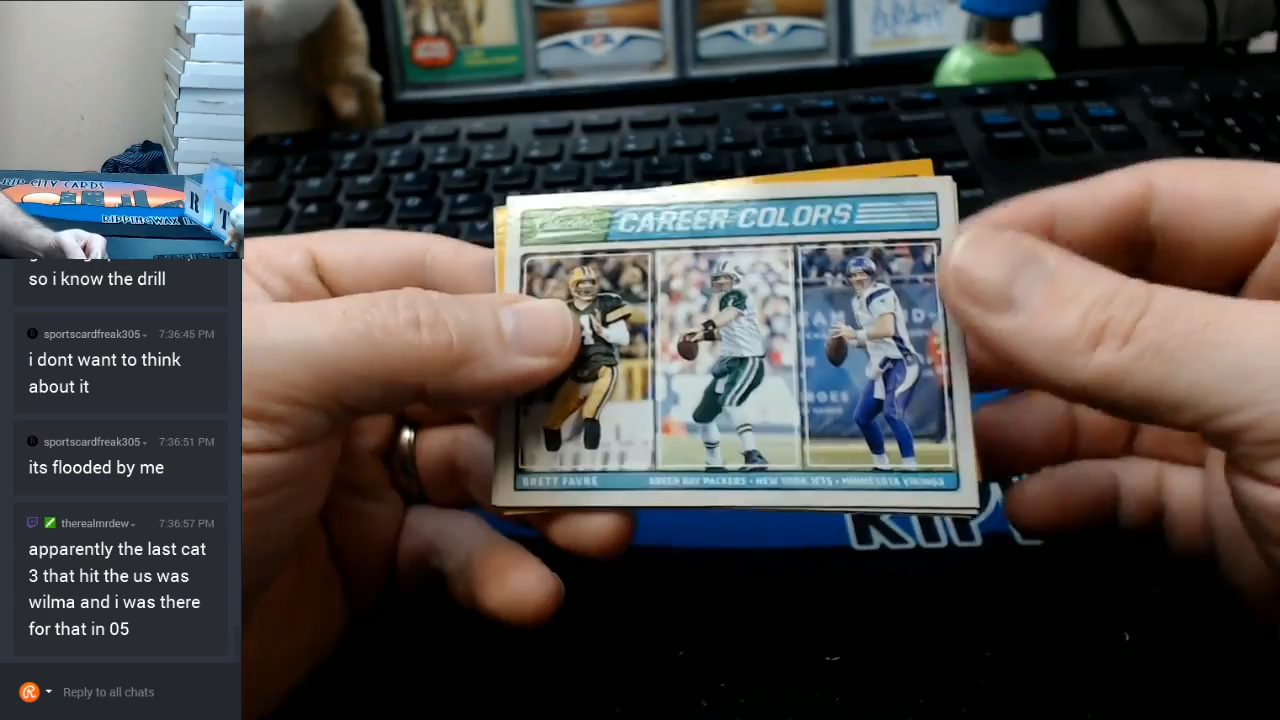 RIP CITY CARDS
RIPPINGWAX
R
T
so i know the drill
sportscardfreak305
7:36:45 PM
i dont want to think
about it
sportscardfreak305
7:36:51 PM
its flooded by me
therealmrdew
7:36:57 PM
apparently the last cat
3 that hit the us was
wilma and i was there
for that in 05
Reply to all chats
Classics
CAREER COLORS
BRETT FAVRE
GREEN BAY PACKERS • NEW YORK JETS • MINNESOTA VIKINGS
RIP